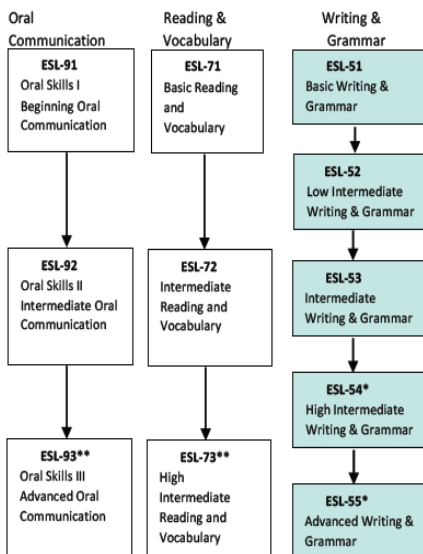 Oral
Communication
ESL-91
Oral Skills I
Beginning Oral
Communication
ESL-92
Oral Skills II
Intermediate Oral
Communication
ESL-93**
Oral Skills III
Advanced Oral
Communication
Reading &
Vocabulary
ESL-71
Basic Reading
and
Vocabulary
ESL-72
Intermediate
Reading and
Vocabulary
ESL-73**
High
Intermediate
Reading and
Vocabulary
Writing &
Grammar
ESL-51
Basic Writing &
Grammar
ESL-52
Low Intermediate
Writing & Grammar
ESL-53
Intermediate
Writing & Grammar
ESL-54*
High Intermediate
Writing & Grammar
ESL-55*
Advanced Writing &
Grammar